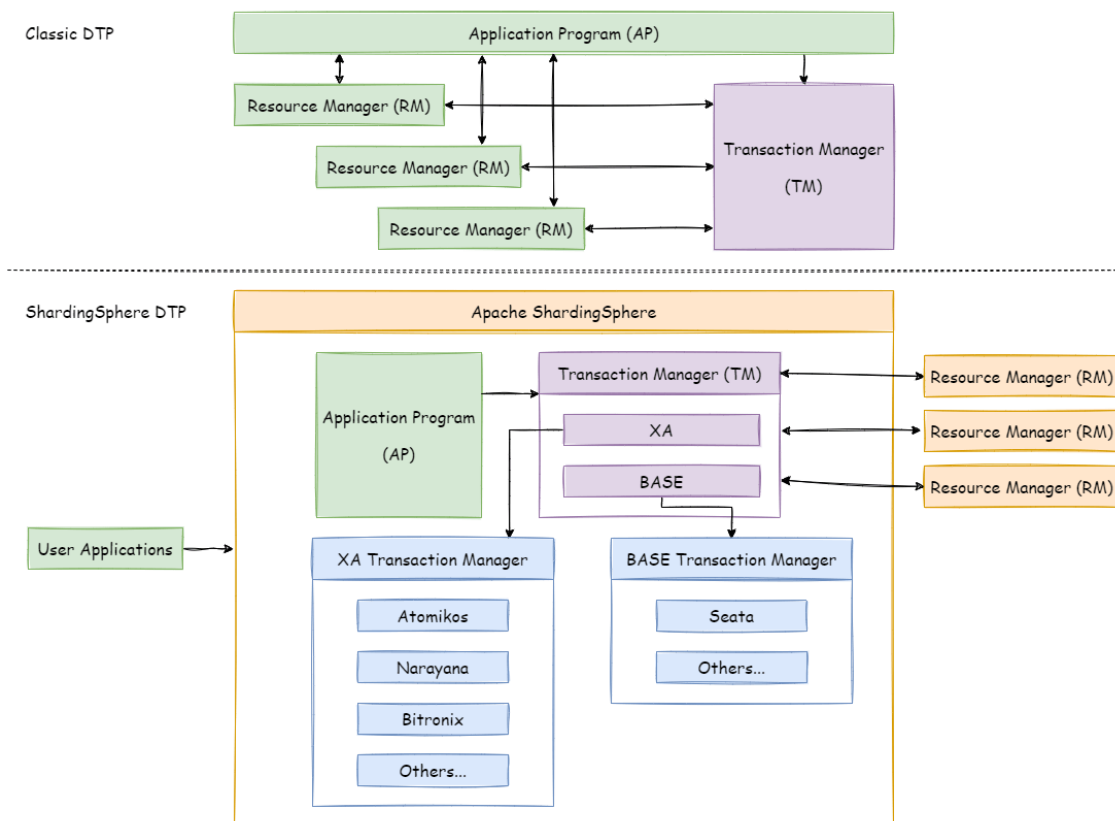 Classic DTP
Application Program (AP)
Resource Manager (RM)
Resource Manager (RM)
Resource Manager (RM)
Transaction Manager
(TM)
ShardingSphere DTP
Apache ShardingSphere
Application Program
(AP)
Transaction Manager (TM)
XA
BASE
Resource Manager (RM)
Resource Manager (RM)
Resource Manager (RM)
User Applications
XA Transaction Manager
Atomikos
Narayana
Bitronix
Others...
BASE Transaction Manager
Seata
Others...